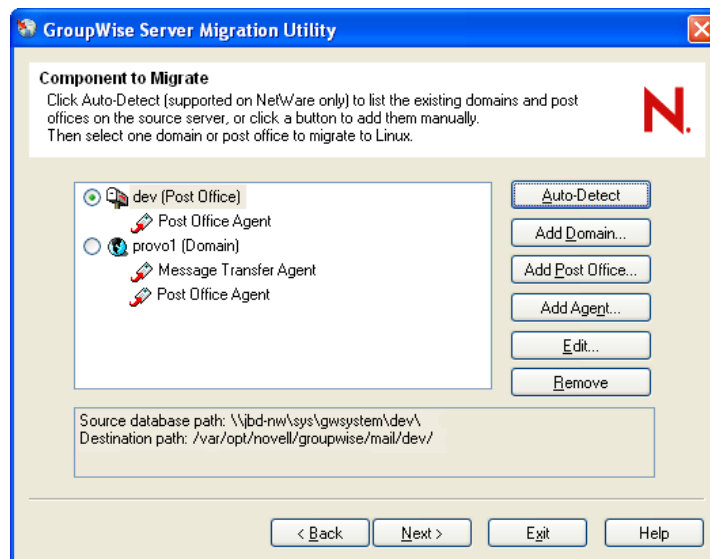 GroupWise Server Migration Utility
Component to Migrate
Click Auto-Detect (supported on NetWare only) to list the existing domains and post
offices on the source server, or click a button to add them manually.
Then select one domain or post office to migrate to Linux.
N.
dev (Post Office)
Post Office Agent
provo1 (Domain)
Message Transfer Agent
Post Office Agent
Auto-Detect
Add Domain...
Add Post Office...
Add Agent...
Edit...
Remove
Source database path: \\jbd-nw\sys\gwsystem\dev\
Destination path: /var/opt/novell/groupwise/mail/dev/
< Back
Next >
Exit
Help